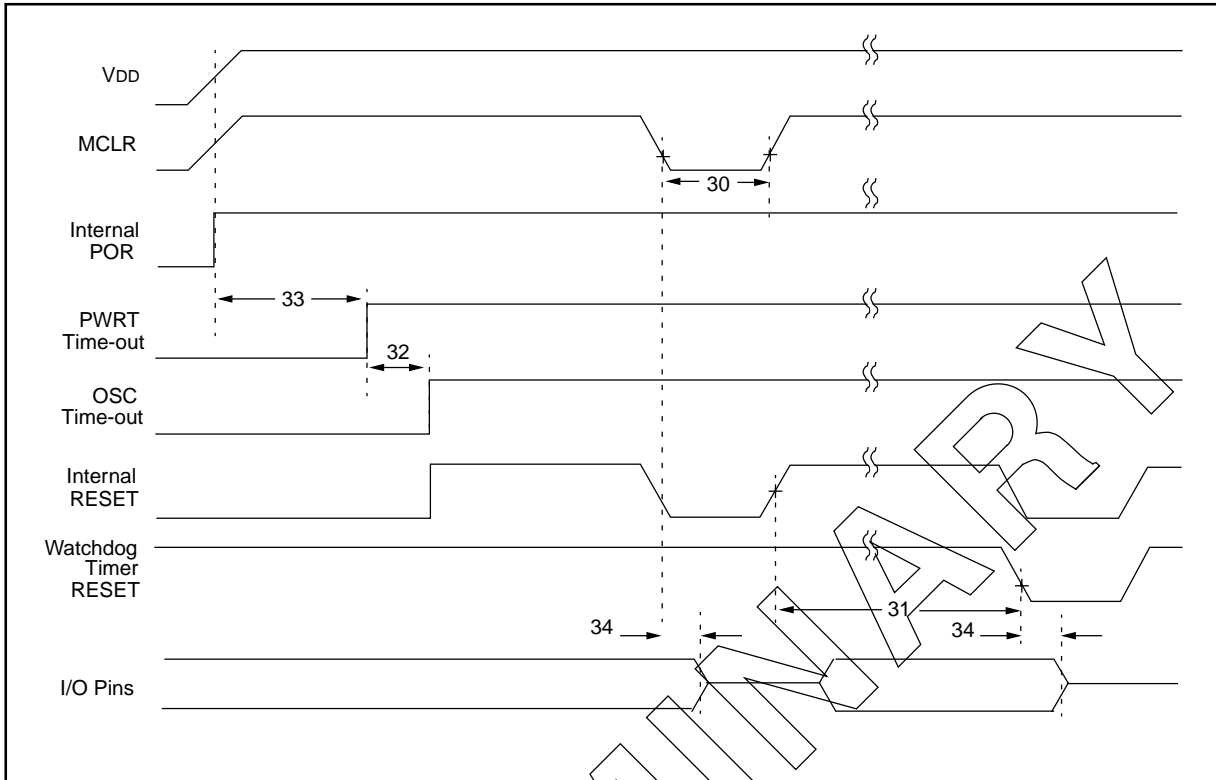 VDD
MCLR
30
Internal
POR
33
PWRT
Time-out
32
OSC
Time-out
Internal
RESET
Watchdog
Timer
RESET
31
34
34
I/O Pins
INARY